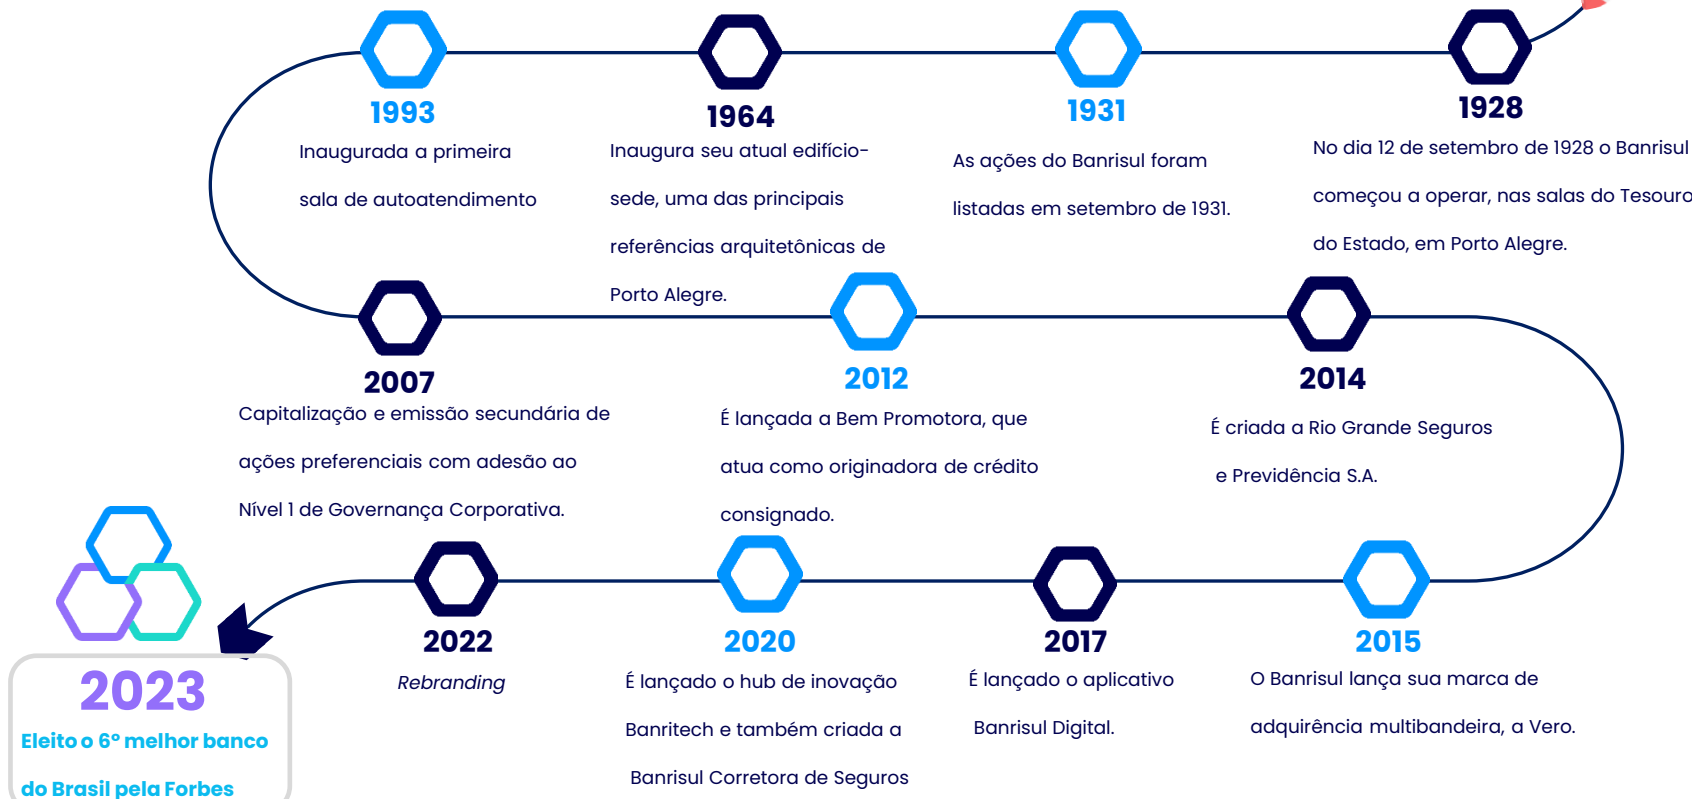 1993
Inaugurada a primeira
sala de autoatendimento
1964
Inaugura seu atual edifício-
sede, uma das principais
referências arquitetônicas de
Porto Alegre.
1931
As ações do Banrisul foram
listadas em setembro de 1931.
1928
No dia 12 de setembro de 1928 o Banrisul
começou a operar, nas salas do Tesouro
do Estado, em Porto Alegre.
2007
Capitalização e emissão secundária de
ações preferenciais com adesão ao
Nível 1 de Governança Corporativa.
2012
É lançada a Bem Promotora, que
atua como originadora de crédito
consignado.
2014
É criada a Rio Grande Seguros
e Previdência S.A.
2023
Eleito o 6º melhor banco
do Brasil pela Forbes
2022
Rebranding
2020
É lançado o hub de inovação
Banritech e também criada a
Banrisul Corretora de Seguros
2017
É lançado o aplicativo
Banrisul Digital.
2015
O Banrisul lança sua marca de
adquirência multibandeira, a Vero.